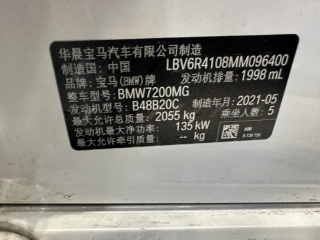 华晨宝马汽车有限公司制造
制造国：中国 LBV6R4108MM096400
品牌：宝马(BMW)牌 发动机排量：1998 mL
整车型号：BMW7200MG
发动机型号：B48B20C 制造年月：2021-05
最大允许总质量：2055 kg 乘坐人数：5
发动机最大净功率：135 kW
最大允许牵引质量：-- kg